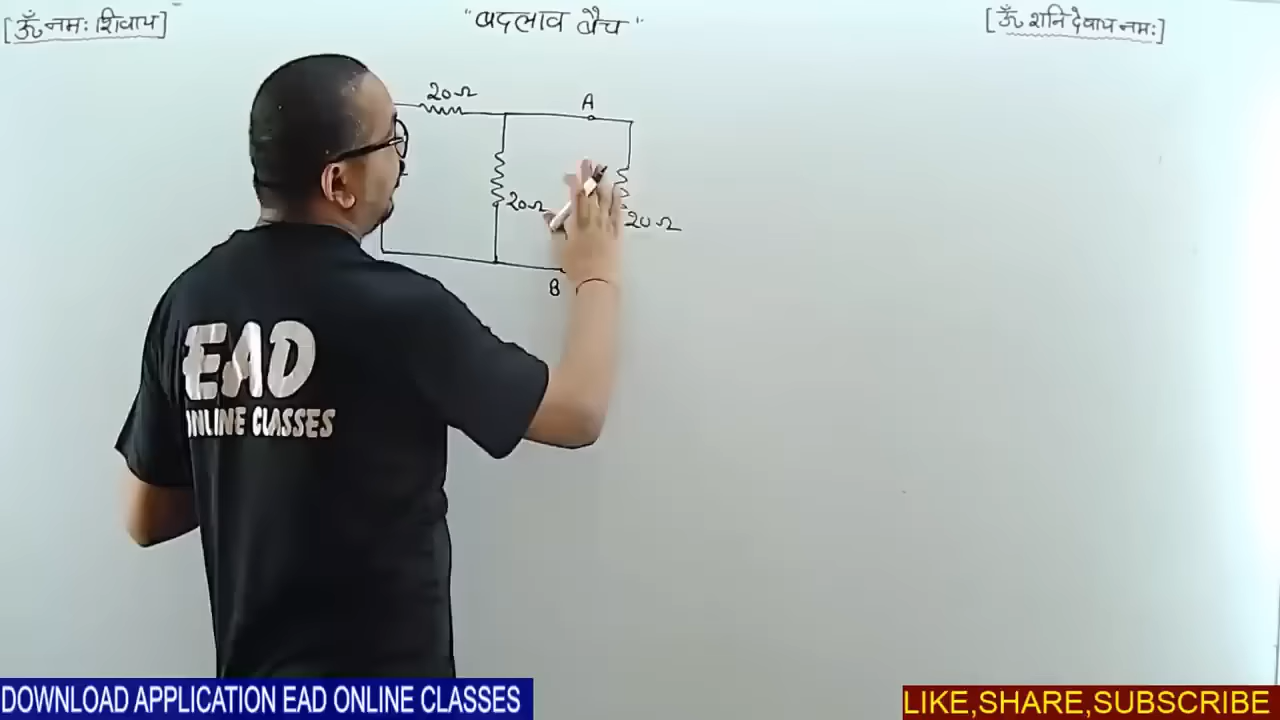 [ॐ नमः शिवाय]
"बदलाव बैच"
[ॐ शनि देवाय नमः]
20Ω
A
20Ω
20Ω
B
EAD
ONLINE CLASSES
DOWNLOAD APPLICATION EAD ONLINE CLASSES
LIKE,SHARE,SUBSCRIBE